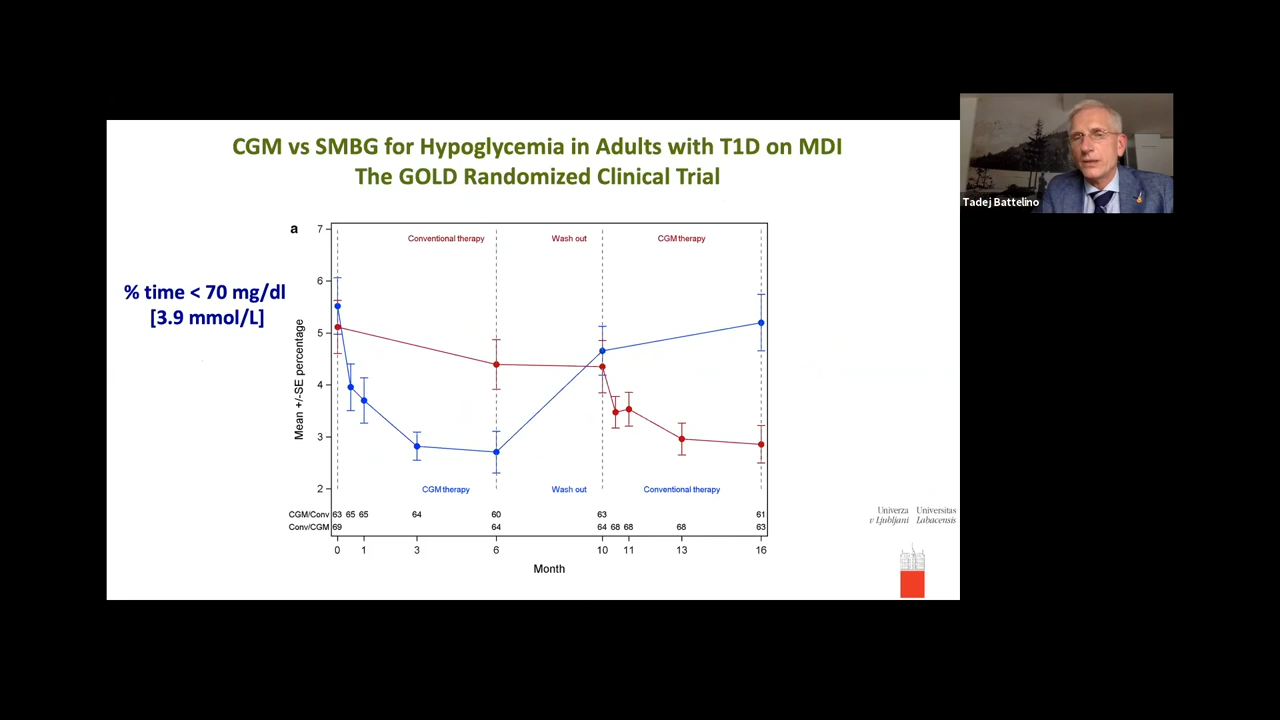 CGM vs SMBG for Hypoglycemia in Adults with T1D on MDI
The GOLD Randomized Clinical Trial
Tadej Battelino
% time < 70 mg/dl
[3.9 mmol/L]
a
Mean +/-SE percentage
7
6
5
4
3
2
Conventional therapy
Wash out
CGM therapy
CGM therapy
Wash out
Conventional therapy
CGM/Conv 63 65 65 64 60 63 61
Conv/CGM 69 64 64 68 68 68 63
0 1 3 6 10 11 13 16
Month
Univerza Universitas
v Ljubljani Labacensis